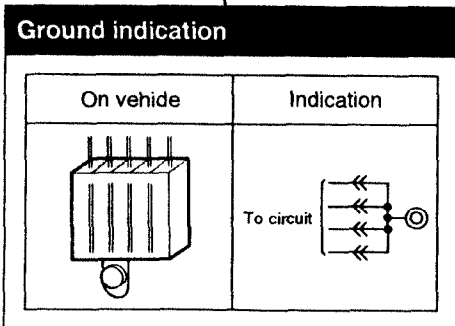 Ground indication
On vehide
Indication
To circuit